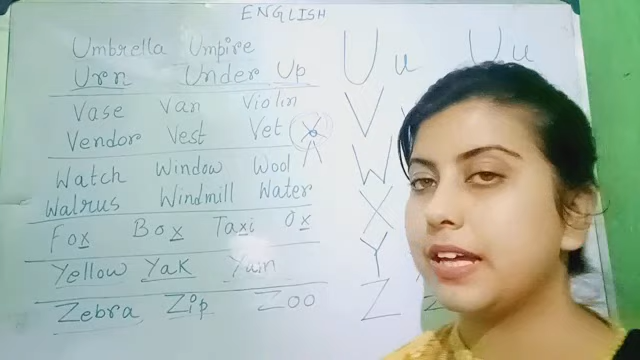 ENGLISH
Umbrella Umpire
Urn Under Up
Vase Van Violin
Vendor Vest Vet X
Watch Window Wool
Walrus Windmill Water
Fox Box Taxi Ox
Yellow Yak Yam
Zebra Zip Zoo
U u U u
V
W
X
Y
Z z